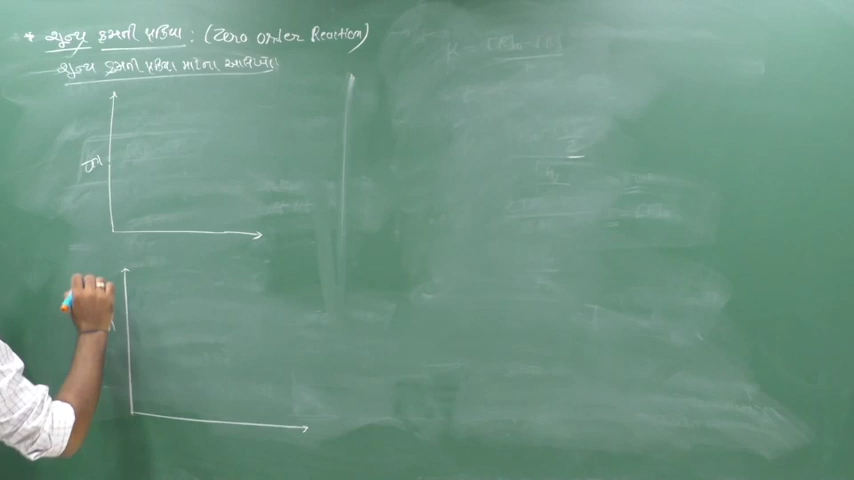 * શૂન્ય ક્રમની પ્રક્રિયા : (Zero order Reaction)
શૂન્ય ક્રમની પ્રક્રિયા માટેના આલેખો